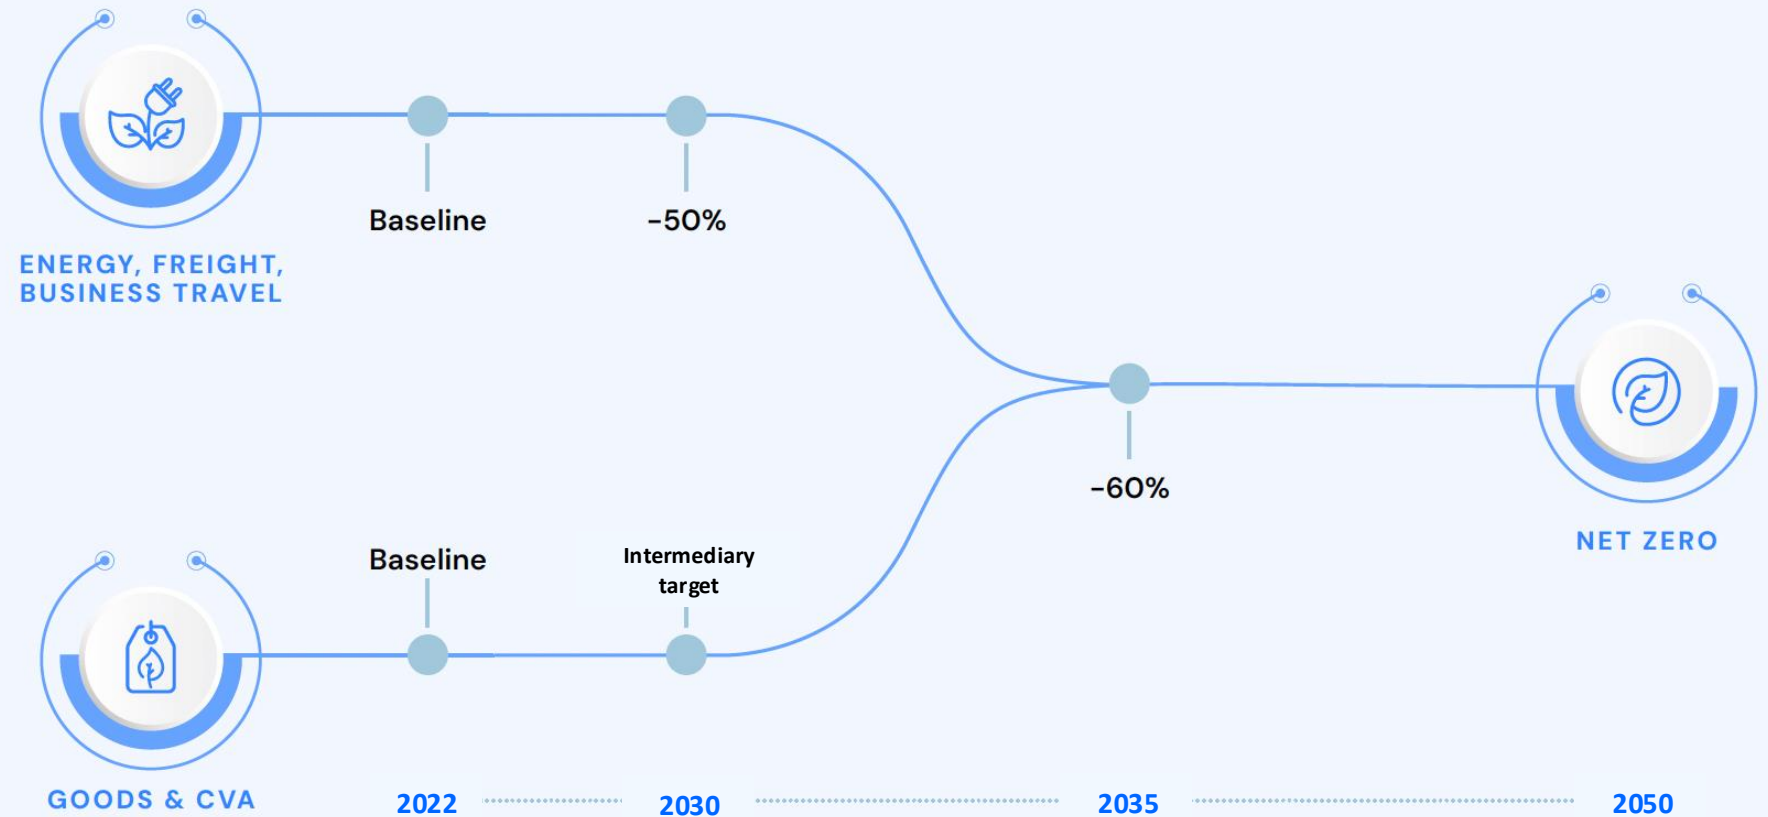 Baseline
-50%
ENERGY, FREIGHT,
BUSINESS TRAVEL
-60%
NET ZERO
Baseline
Intermediary
target
GOODS & CVA
2022
2030
2035
2050